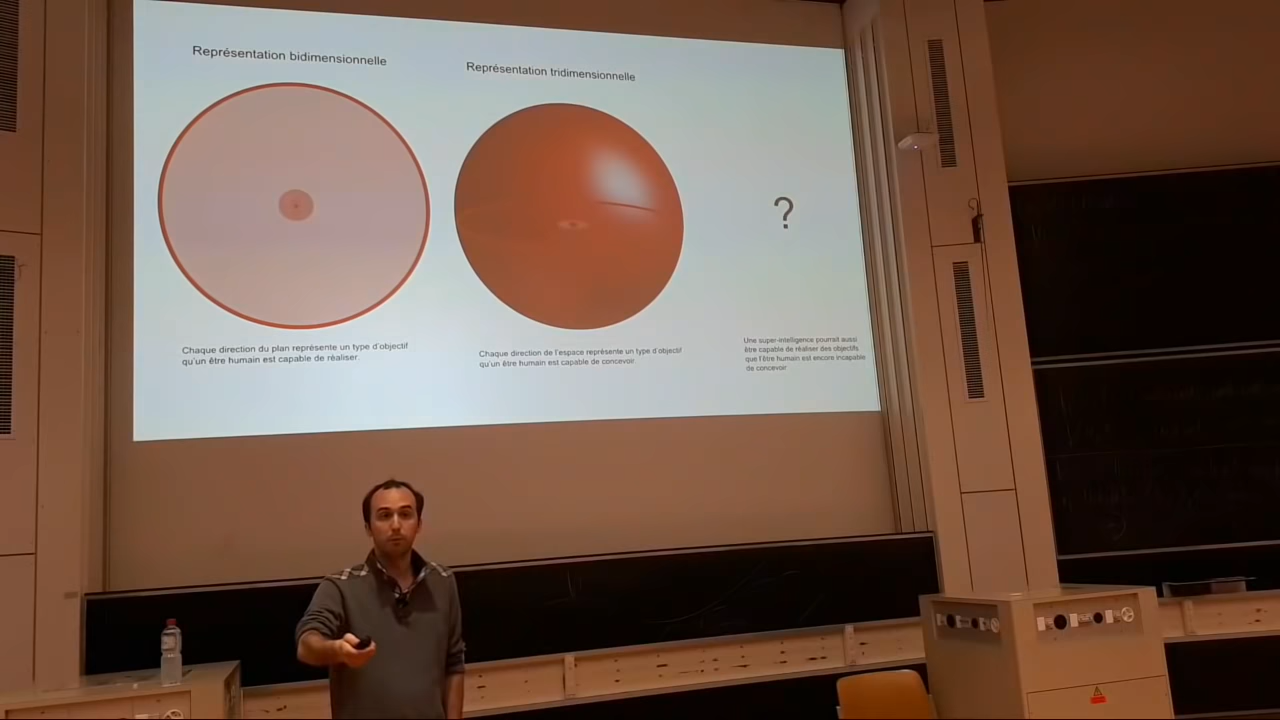 Représentation bidimensionnelle
Représentation tridimensionnelle
?
Chaque direction du plan représente un type d'objectif
qu'un être humain est capable de réaliser.
Chaque direction de l'espace représente un type d'objectif
qu'un être humain est capable de concevoir
Une super-intelligence pourrait aussi
être capable de réaliser des objectifs
que l'être humain est encore incapable
de concevoir